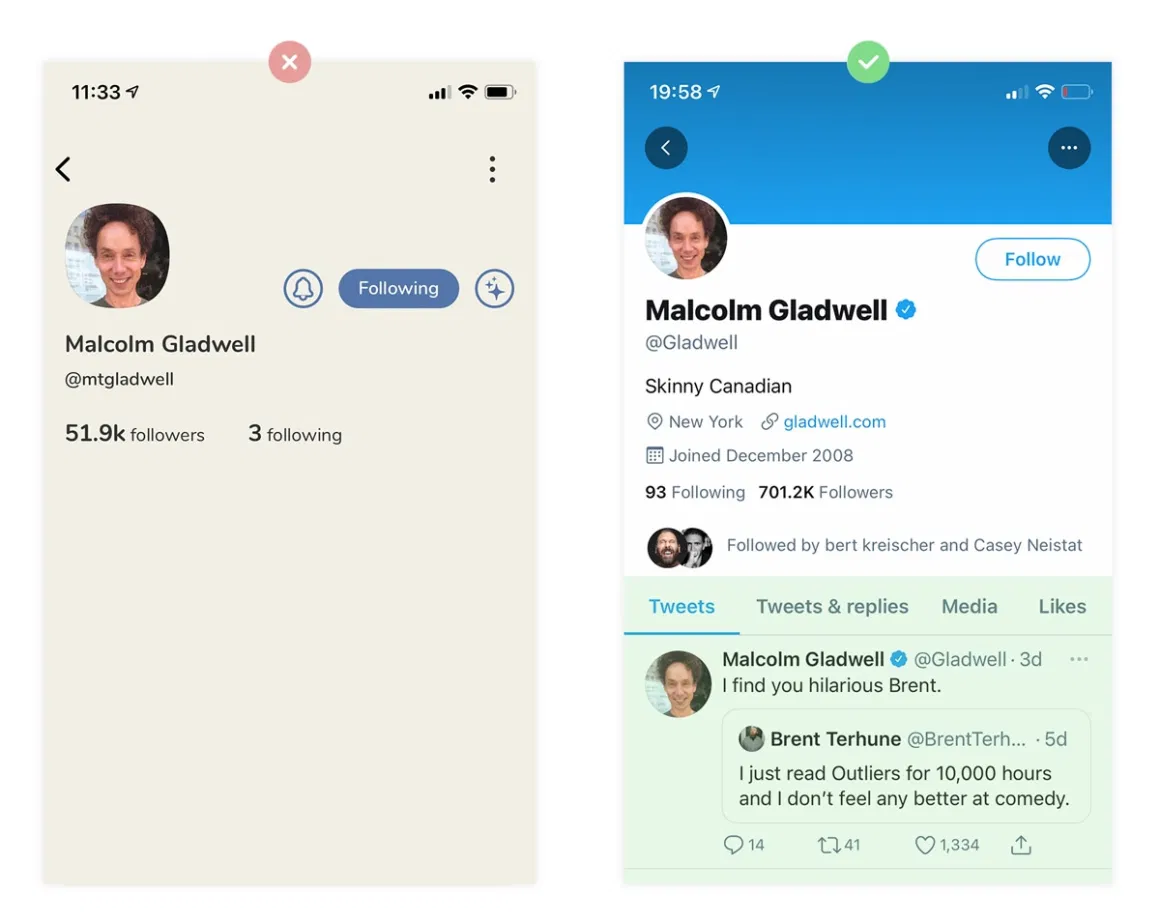 11:33
Following
Malcolm Gladwell
@mtgladwell
51.9k followers 3 following
19:58
Follow
Malcolm Gladwell
@Gladwell
Skinny Canadian
New York gladwell.com
Joined December 2008
93 Following 701.2K Followers
Followed by bert kreischer and Casey Neistat
Tweets Tweets & replies Media Likes
Malcolm Gladwell @Gladwell · 3d
I find you hilarious Brent.
Brent Terhune @BrentTerh... · 5d
I just read Outliers for 10,000 hours
and I don’t feel any better at comedy.
14 41 1,334